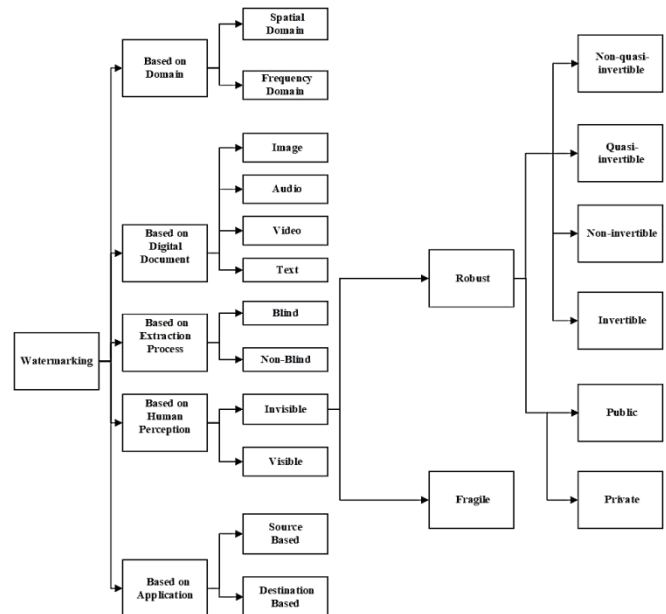 Watermarking
Based on
Domain
Spatial
Domain
Frequency
Domain
Based on
Digital
Document
Image
Audio
Video
Text
Based on
Extraction
Process
Blind
Non-Blind
Based on
Human
Perception
Invisible
Visible
Based on
Application
Source
Based
Destination
Based
Robust
Fragile
Non-quasi-
invertible
Quasi-
invertible
Non-invertible
Invertible
Public
Private